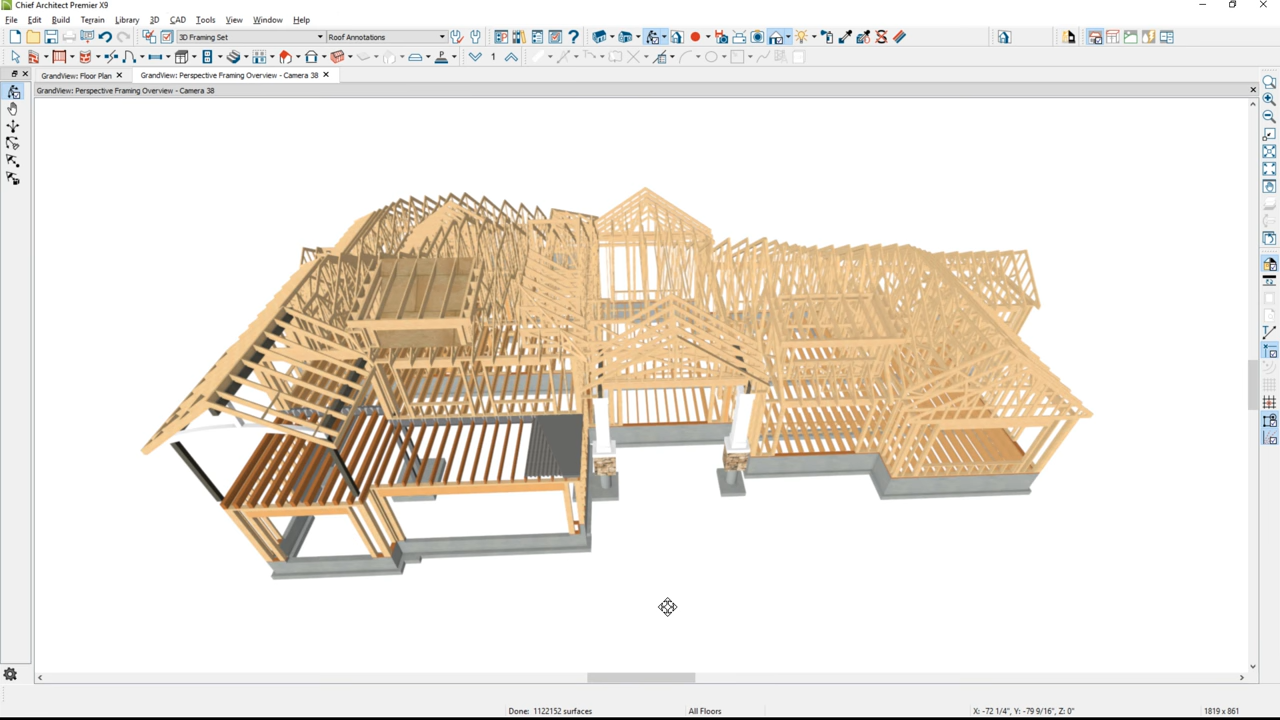 Chief Architect Premier X9
File Edit Build Terrain Library 3D CAD Tools View Window Help
3D Framing Set Roof Annotations
1
GrandView: Floor Plan GrandView: Perspective Framing Overview - Camera 38
GrandView: Perspective Framing Overview - Camera 38
Done: 1122152 surfaces All Floors X: -72 1/4", Y: -79 9/16", Z: 0" 1819 x 861